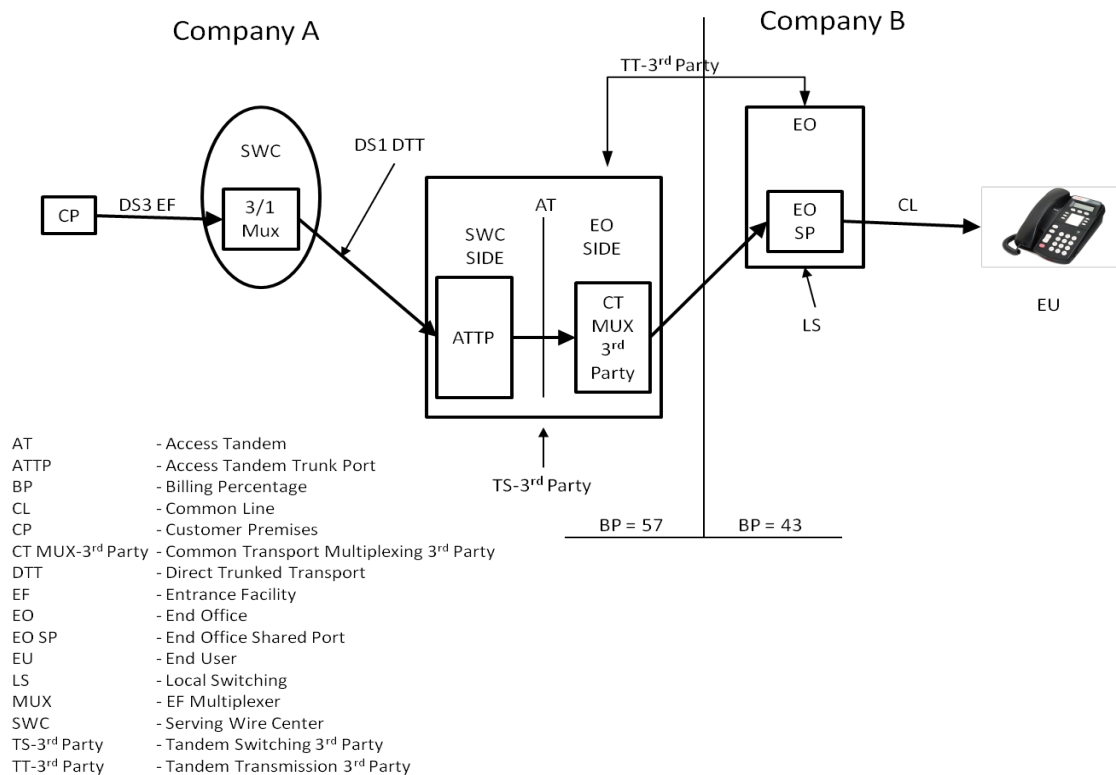 Company A
Company B
TT-3rd Party
SWC
DS1 DTT
EO
CP
DS3 EF
3/1
Mux
AT
SWC
SIDE
EO
SIDE
EO
SP
CL
ATTP
CT
MUX
3rd
Party
LS
EU
TS-3rd Party
BP = 57
BP = 43
AT - Access Tandem
ATTP - Access Tandem Trunk Port
BP - Billing Percentage
CL - Common Line
CP - Customer Premises
CT MUX-3rd Party - Common Transport Multiplexing 3rd Party
DTT - Direct Trunked Transport
EF - Entrance Facility
EO - End Office
EO SP - End Office Shared Port
EU - End User
LS - Local Switching
MUX - EF Multiplexer
SWC - Serving Wire Center
TS-3rd Party - Tandem Switching 3rd Party
TT-3rd Party - Tandem Transmission 3rd Party